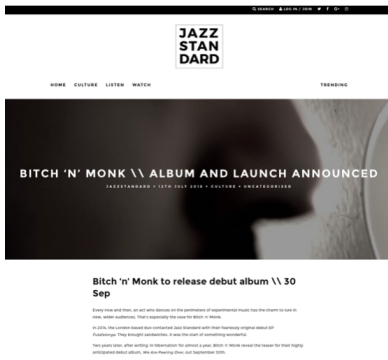 SEARCH LOG IN / JOIN
JAZZ
STAN
DARD
HOME CULTURE LISTEN WATCH TRENDING
BITCH 'N' MONK \\ ALBUM AND LAUNCH ANNOUNCED
JAZZSTANDARD • 12TH JULY 2016 • CULTURE • UNCATEGORISED
Bitch 'n' Monk to release debut album \\ 30
Sep
Every now and then, an act who dances on the perimeters of experimental music has the charm to lure in
new, wider audiences. That's especially the case for Bitch 'n' Monk.
In 2014, the London-based duo contacted Jazz Standard with their fearlessly original debut EP
They brought sandwiches. It was the start of something wonderful.
Two years later, after writing in hibernation for almost a year, Bitch 'n' Monk reveal the teaser for their highly
anticipated debut album, We Are Peering Over, out September 30th.